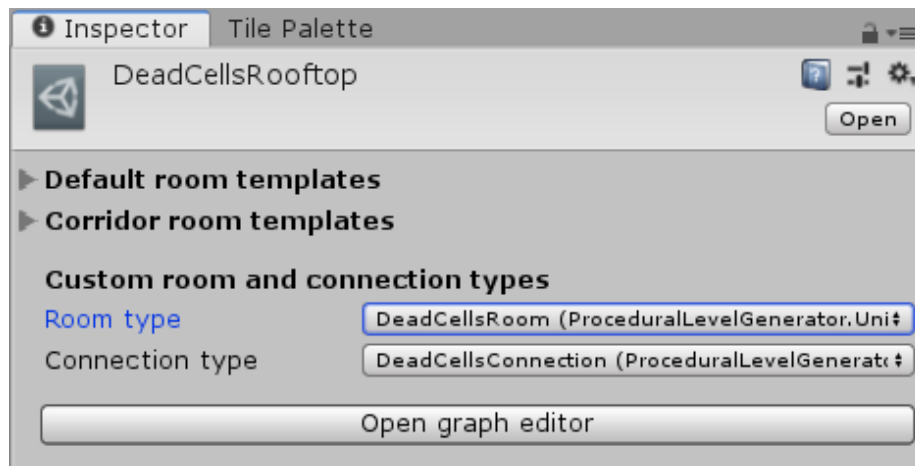 Inspector Tile Palette
DeadCellsRooftop
Open
Default room templates
Corridor room templates
Custom room and connection types
Room type DeadCellsRoom (ProceduralLevelGenerator.Uni
Connection type DeadCellsConnection (ProceduralLevelGenerato
Open graph editor